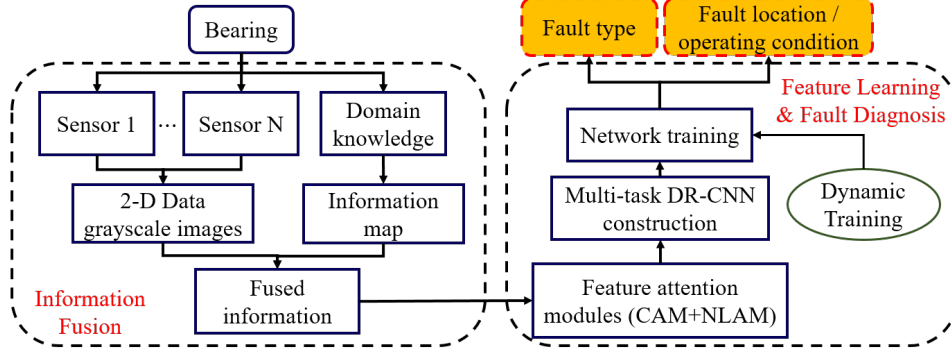 Bearing
Sensor 1
...
Sensor N
Domain
knowledge
2-D Data
grayscale images
Information
map
Information
Fusion
Fused
information
Fault type
Fault location /
operating condition
Feature Learning
& Fault Diagnosis
Network training
Multi-task DR-CNN
construction
Dynamic
Training
Feature attention
modules (CAM+NLAM)